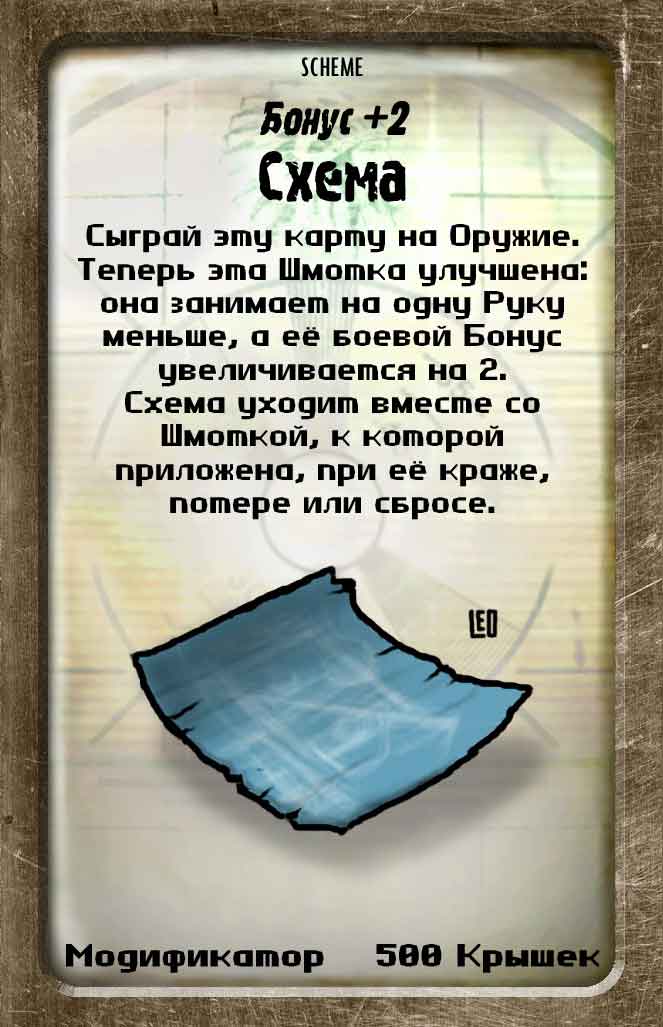 SCHEME
Бонус +2
Схема
Сыграй эту карту на Оружие.
Теперь эта Шмотка улучшена:
она занимает на одну Руку
меньше, а её боевой Бонус
увеличивается на 2.
Схема уходит вместе со
Шмоткой, к которой
приложена, при её краже,
потере или сбросе.
LEO
Модификатор 500 Крышек